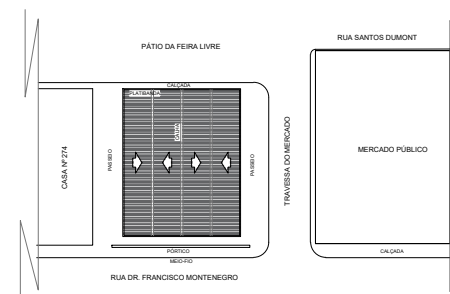 RUA SANTOS DUMONT
PÁTIO DA FEIRA LIVRE
CALÇADA
PLATIBANDA
CALHA
CASA Nº 274
PASSEIO
PASSEIO
TRAVESSA DO MERCADO
MERCADO PÚBLICO
PÓRTICO
CALÇADA
MEIO-FIO
RUA DR. FRANCISCO MONTENEGRO